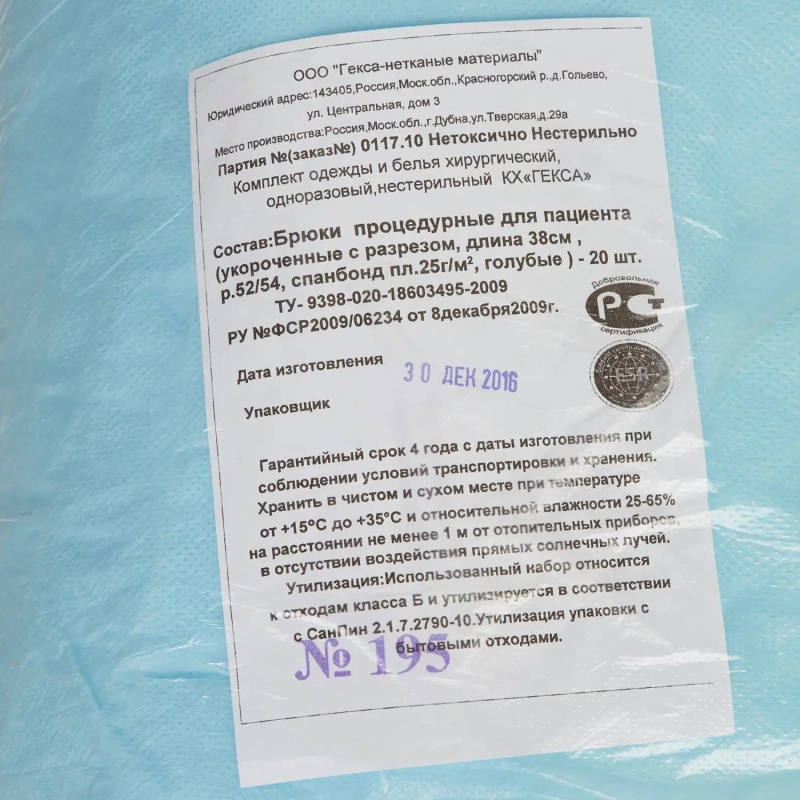 ООО "Гекса-нетканые материалы"
Юридический адрес:143405,Россия,Моск.обл.,Красногорский р.,д.Гольево,
ул. Центральная, дом 3
Место производства:Россия,Моск.обл.,г.Дубна,ул.Тверская,д.29а
Партия №(заказ№) 0117.10 Нетоксично Нестерильно
Комплект одежды и белья хирургический,
одноразовый,нестерильный КХ«ГЕКСА»
Состав:Брюки процедурные для пациента
(укороченные с разрезом, длина 38см ,
р.52/54, спанбонд пл.25г/м², голубые ) - 20 шт.
ТУ- 9398-020-18603495-2009
РУ №ФСР2009/06234 от 8декабря2009г.
Добровальная
РСТ
сертификация
Дата изготовления 30 ДЕК 2016
Упаковщик
Гарантийный срок 4 года с даты изготовления при
соблюдении условий транспортировки и хранения.
Хранить в чистом и сухом месте при температуре
от +15°С до +35°С и относительной влажности 25-65%
на расстоянии не менее 1 м от отопительных приборов,
в отсутствии воздействия прямых солнечных лучей.
Утилизация:Использованный набор относится
к отходам класса Б и утилизируется в соответствии
с СанПин 2.1.7.2790-10.Утилизация упаковки с
бытовыми отходами.
№ 195